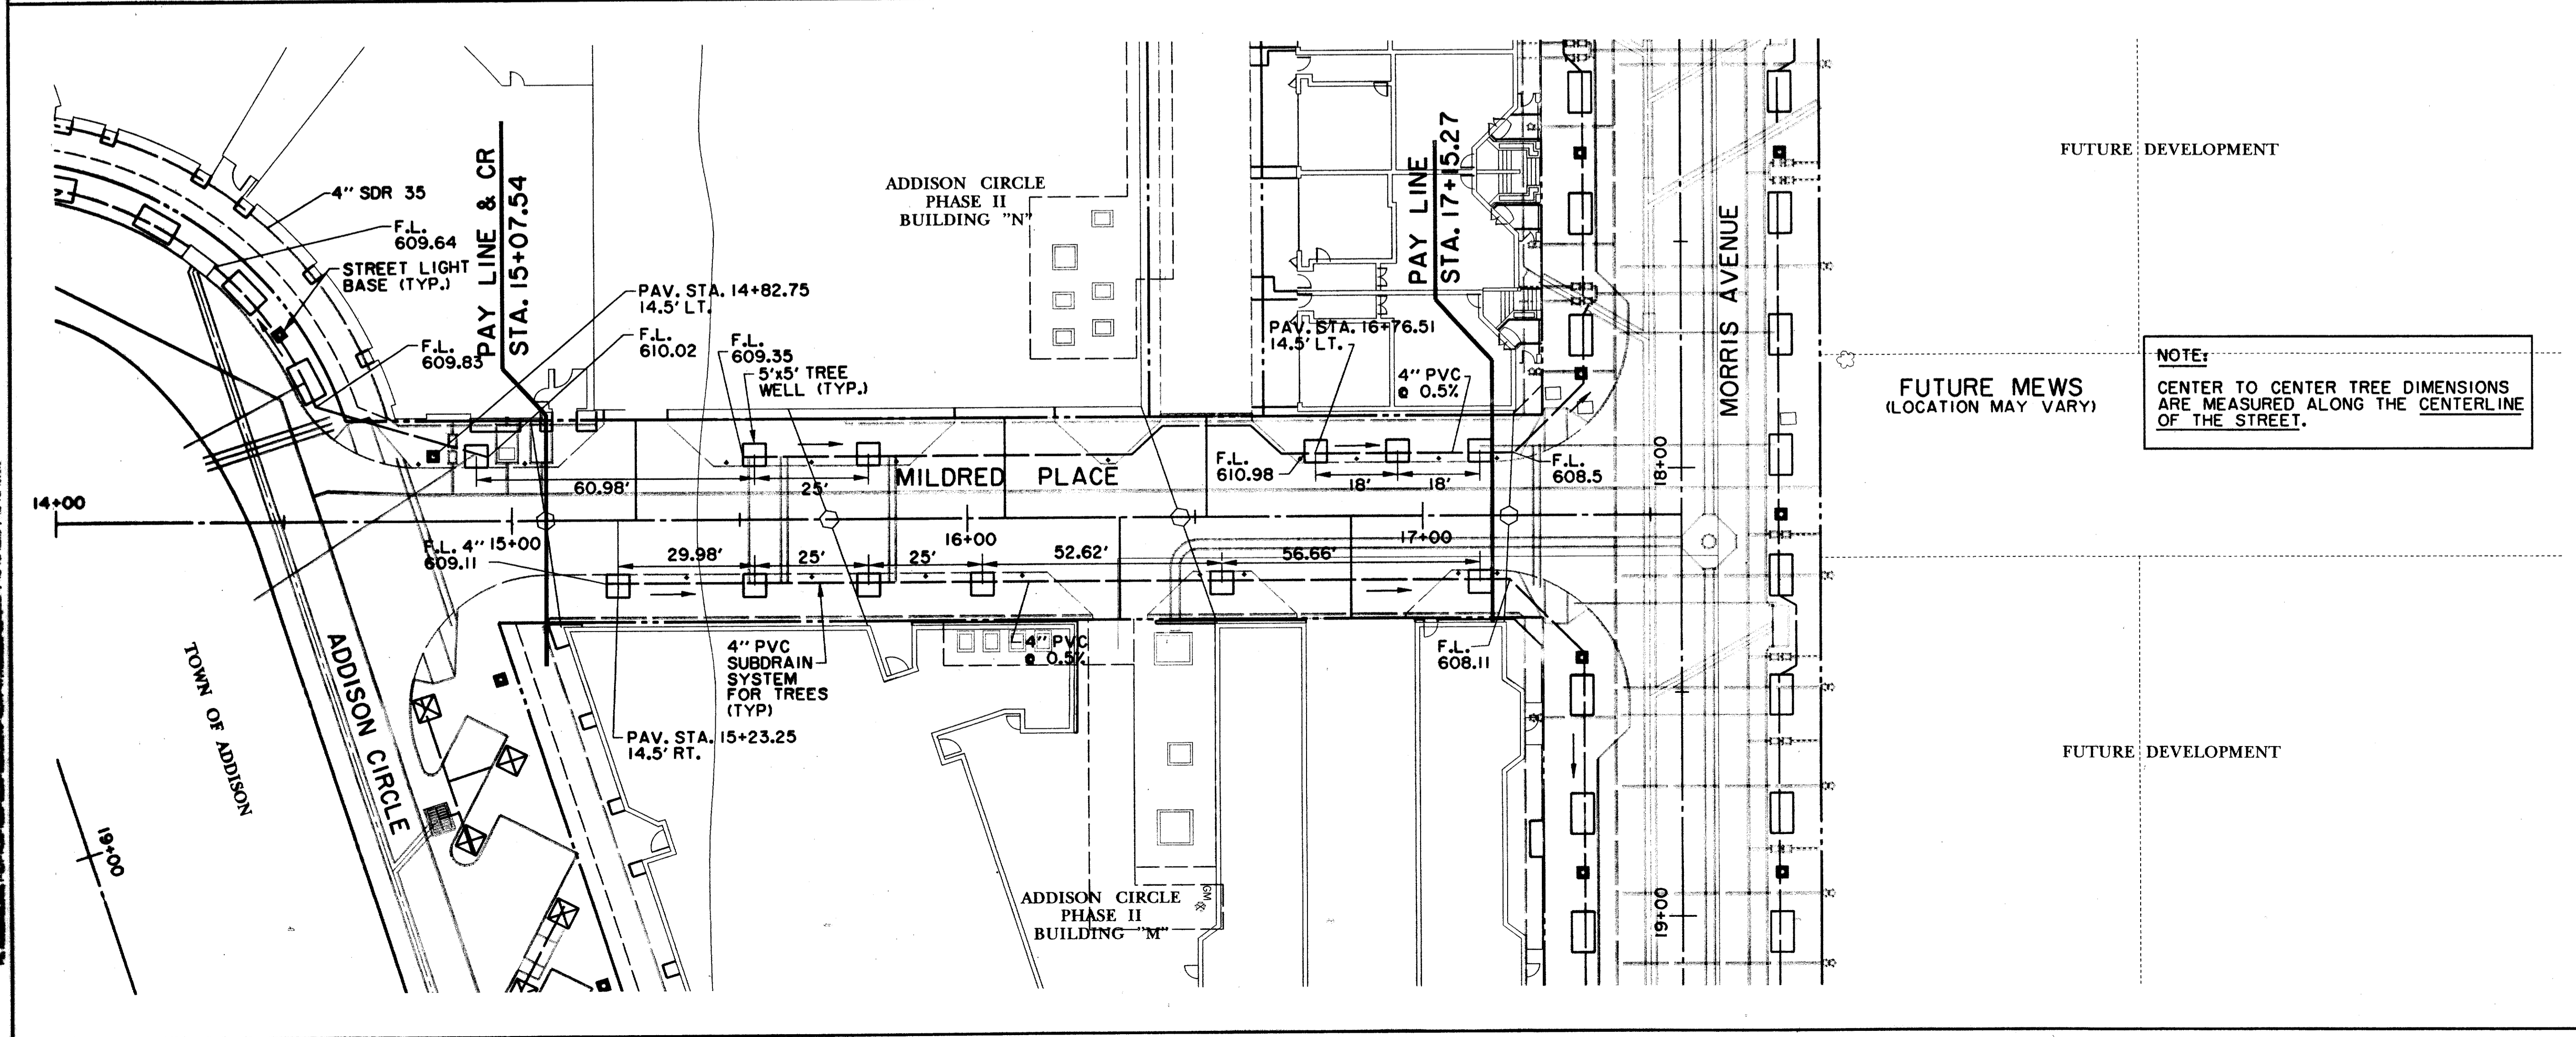 PAY LINE & CR
STA. 15+07.54
4" SDR 35
F.L.
609.64
STREET LIGHT
BASE (TYP.)
F.L.
609.83
PAV. STA. 14+82.75
14.5' LT.
F.L.
610.02
F.L.
609.35
5'x5' TREE
WELL (TYP.)
ADDISON CIRCLE
PHASE II
BUILDING "N"
PAY LINE
STA. 17+15.27
PAV. STA. 16+76.51
14.5' LT.
4" PVC
@ 0.5%
MORRIS AVENUE
FUTURE DEVELOPMENT
FUTURE MEWS
(LOCATION MAY VARY)
NOTE:
CENTER TO CENTER TREE DIMENSIONS
ARE MEASURED ALONG THE CENTERLINE
OF THE STREET.
F.L.
610.98
F.L.
608.5
18+00
60.98'
25'
MILDRED PLACE
18'
18'
14+00
15+00
16+00
17+00
F.L. 4"
609.11
29.98'
25'
25'
52.62'
56.66'
4" PVC
SUBDRAIN
SYSTEM
FOR TREES
(TYP)
4" PVC
@ 0.5%
F.L.
608.11
PAV. STA. 15+23.25
14.5' RT.
TOWN OF ADDISON
ADDISON CIRCLE
19+00
ADDISON CIRCLE
PHASE II
BUILDING "M"
GM
19+00
FUTURE DEVELOPMENT